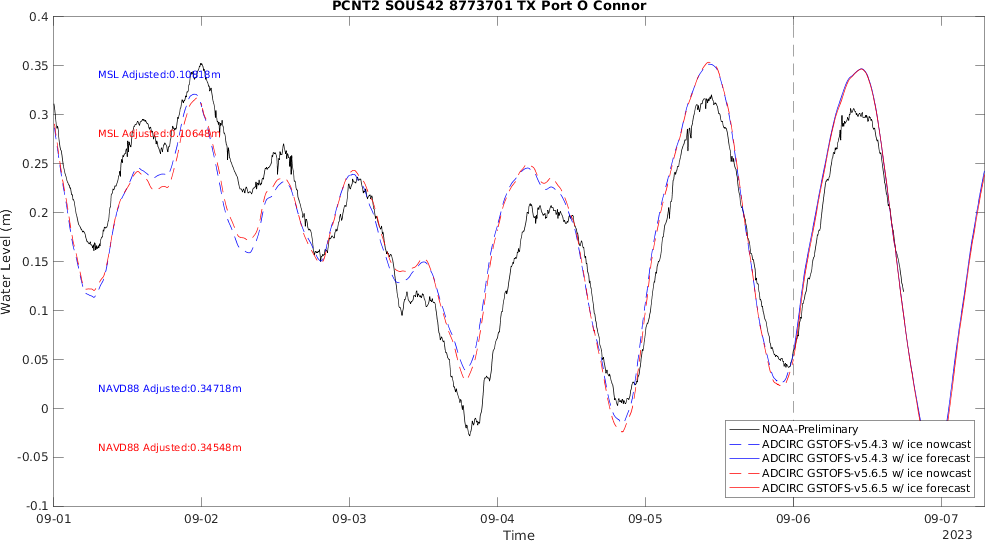 PCNT2 SOUS42 8773701 TX Port O Connor
0.4
0.35
0.3
0.25
0.2
0.15
0.1
0.05
0
-0.05
-0.1
Water Level (m)
MSL Adjusted:0.10618m
MSL Adjusted:0.10648m
NAVD88 Adjusted:0.34718m
NAVD88 Adjusted:0.34548m
NOAA-Preliminary
ADCIRC GSTOFS-v5.4.3 w/ ice nowcast
ADCIRC GSTOFS-v5.4.3 w/ ice forecast
ADCIRC GSTOFS-v5.6.5 w/ ice nowcast
ADCIRC GSTOFS-v5.6.5 w/ ice forecast
09-01 09-02 09-03 09-04 09-05 09-06 09-07
Time 2023